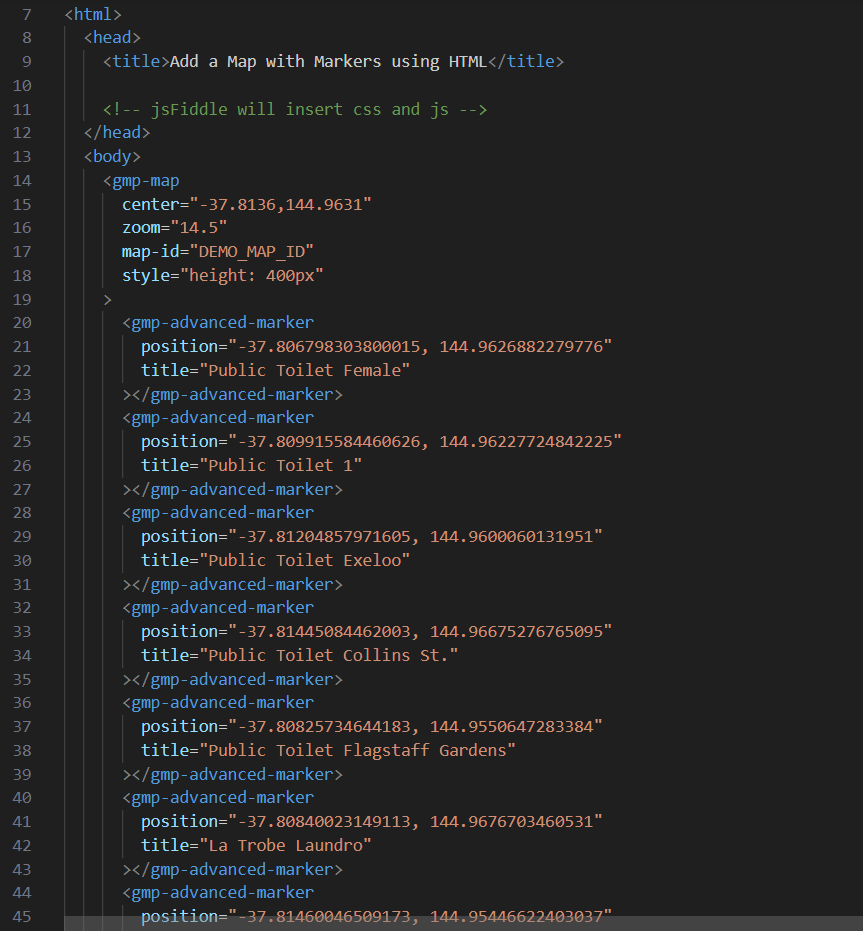 7 <html>
8 <head>
9 <title>Add a Map with Markers using HTML</title>
10
11 <!-- jsFiddle will insert css and js -->
12 </head>
13 <body>
14 <gmp-map
15 center="-37.8136,144.9631"
16 zoom="14.5"
17 map-id="DEMO_MAP_ID"
18 style="height: 400px"
19 >
20 <gmp-advanced-marker
21 position="-37.806798303800015, 144.9626882279776"
22 title="Public Toilet Female"
23 ></gmp-advanced-marker>
24 <gmp-advanced-marker
25 position="-37.809915584460626, 144.96227724842225"
26 title="Public Toilet 1"
27 ></gmp-advanced-marker>
28 <gmp-advanced-marker
29 position="-37.81204857971605, 144.9600060131951"
30 title="Public Toilet Exeloo"
31 ></gmp-advanced-marker>
32 <gmp-advanced-marker
33 position="-37.81445084462003, 144.96675276765095"
34 title="Public Toilet Collins St."
35 ></gmp-advanced-marker>
36 <gmp-advanced-marker
37 position="-37.80825734644183, 144.9550647283384"
38 title="Public Toilet Flagstaff Gardens"
39 ></gmp-advanced-marker>
40 <gmp-advanced-marker
41 position="-37.80840023149113, 144.9676703460531"
42 title="La Trobe Laundro"
43 ></gmp-advanced-marker>
44 <gmp-advanced-marker
45 position="-37.81460046509173, 144.95446622403037"